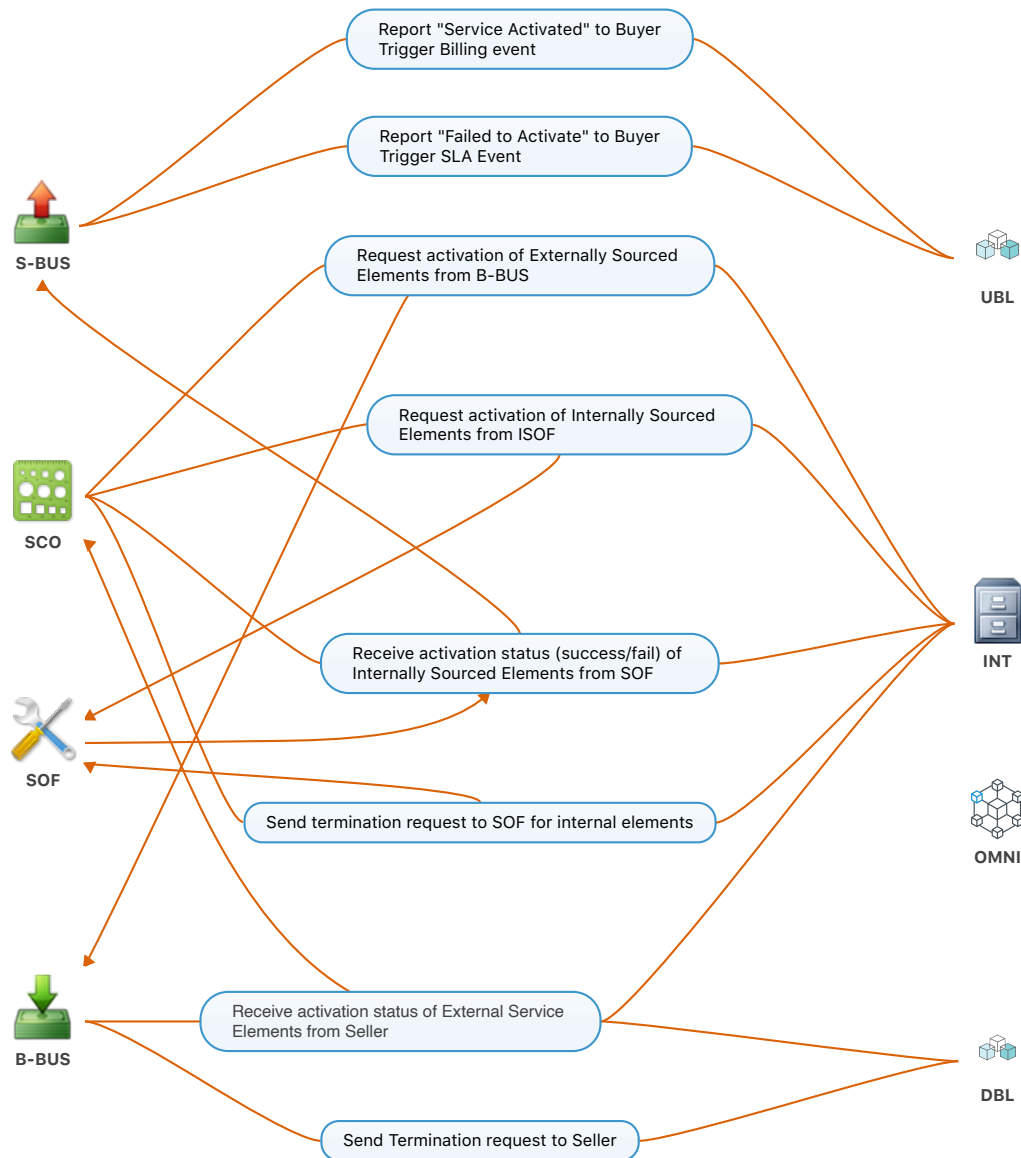 Report "Service Activated" to Buyer
Trigger Billing event
Report "Failed to Activate" to Buyer
Trigger SLA Event
S-BUS
Request activation of Externally Sourced
Elements from B-BUS
UBL
Request activation of Internally Sourced
Elements from ISOF
SCO
Receive activation status (success/fail) of
Internally Sourced Elements from SOF
INT
SOF
Send termination request to SOF for internal elements
OMNI
Receive activation status of External Service
Elements from Seller
B-BUS
DBL
Send Termination request to Seller